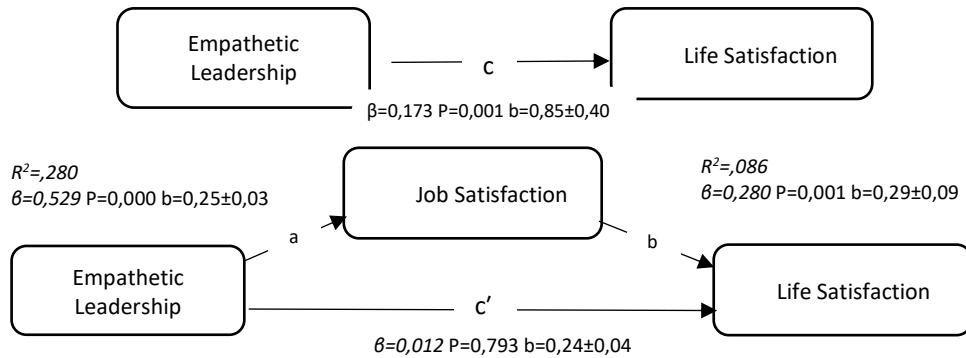 Empathetic
Leadership
c
Life Satisfaction
β=0,173 P=0,001 b=0,85±0,40
R²=,280
β=0,529 P=0,000 b=0,25±0,03
Job Satisfaction
R²=,086
β=0,280 P=0,001 b=0,29±0,09
a
b
Empathetic
Leadership
c′
Life Satisfaction
β=0,012 P=0,793 b=0,24±0,04